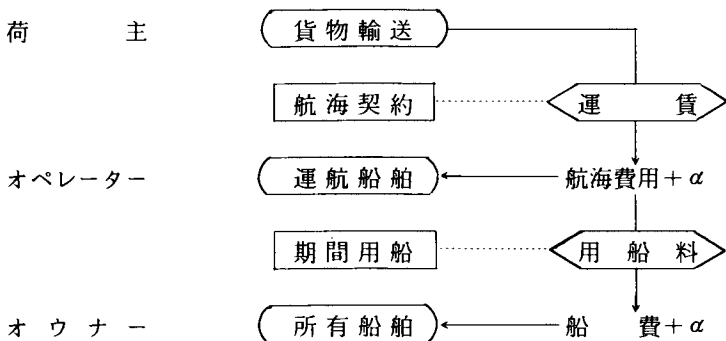 荷主 貨物輸送
航海契約 運賃
オペレーター 運航船舶 航海費用+α
期間用船 用船料
オウナー 所有船舶 船費+α